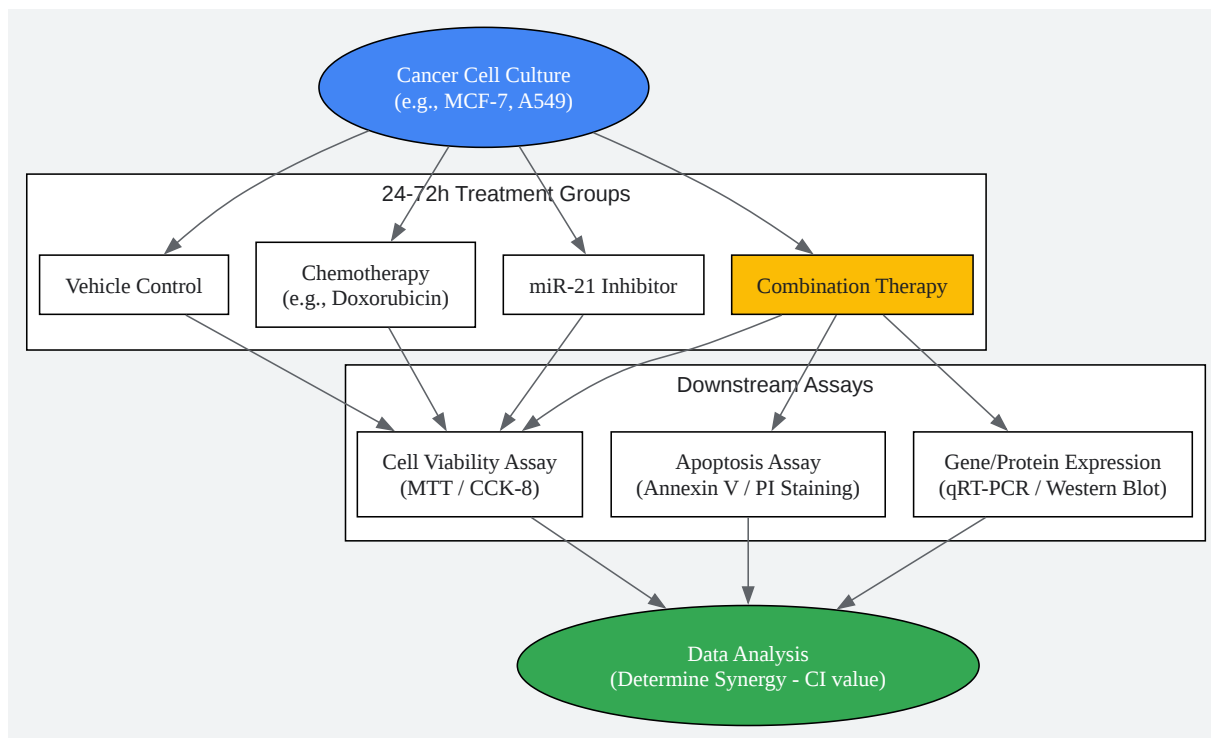 Cancer Cell Culture
(e.g., MCF-7, A549)
24-72h Treatment Groups
Vehicle Control
Chemotherapy
(e.g., Doxorubicin)
miR-21 Inhibitor
Combination Therapy
Downstream Assays
Cell Viability Assay
(MTT / CCK-8)
Apoptosis Assay
(Annexin V / PI Staining)
Gene/Protein Expression
(qRT-PCR / Western Blot)
Data Analysis
(Determine Synergy - CI value)